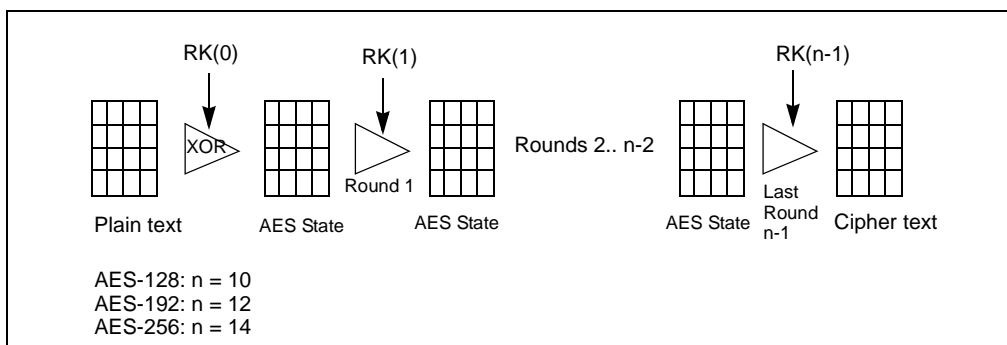 RK(0)
RK(1)
RK(n-1)
XOR
Rounds 2.. n-2
Round 1
Last
Round
n-1
Plain text
AES State
AES State
AES State
Cipher text
AES-128: n = 10
AES-192: n = 12
AES-256: n = 14